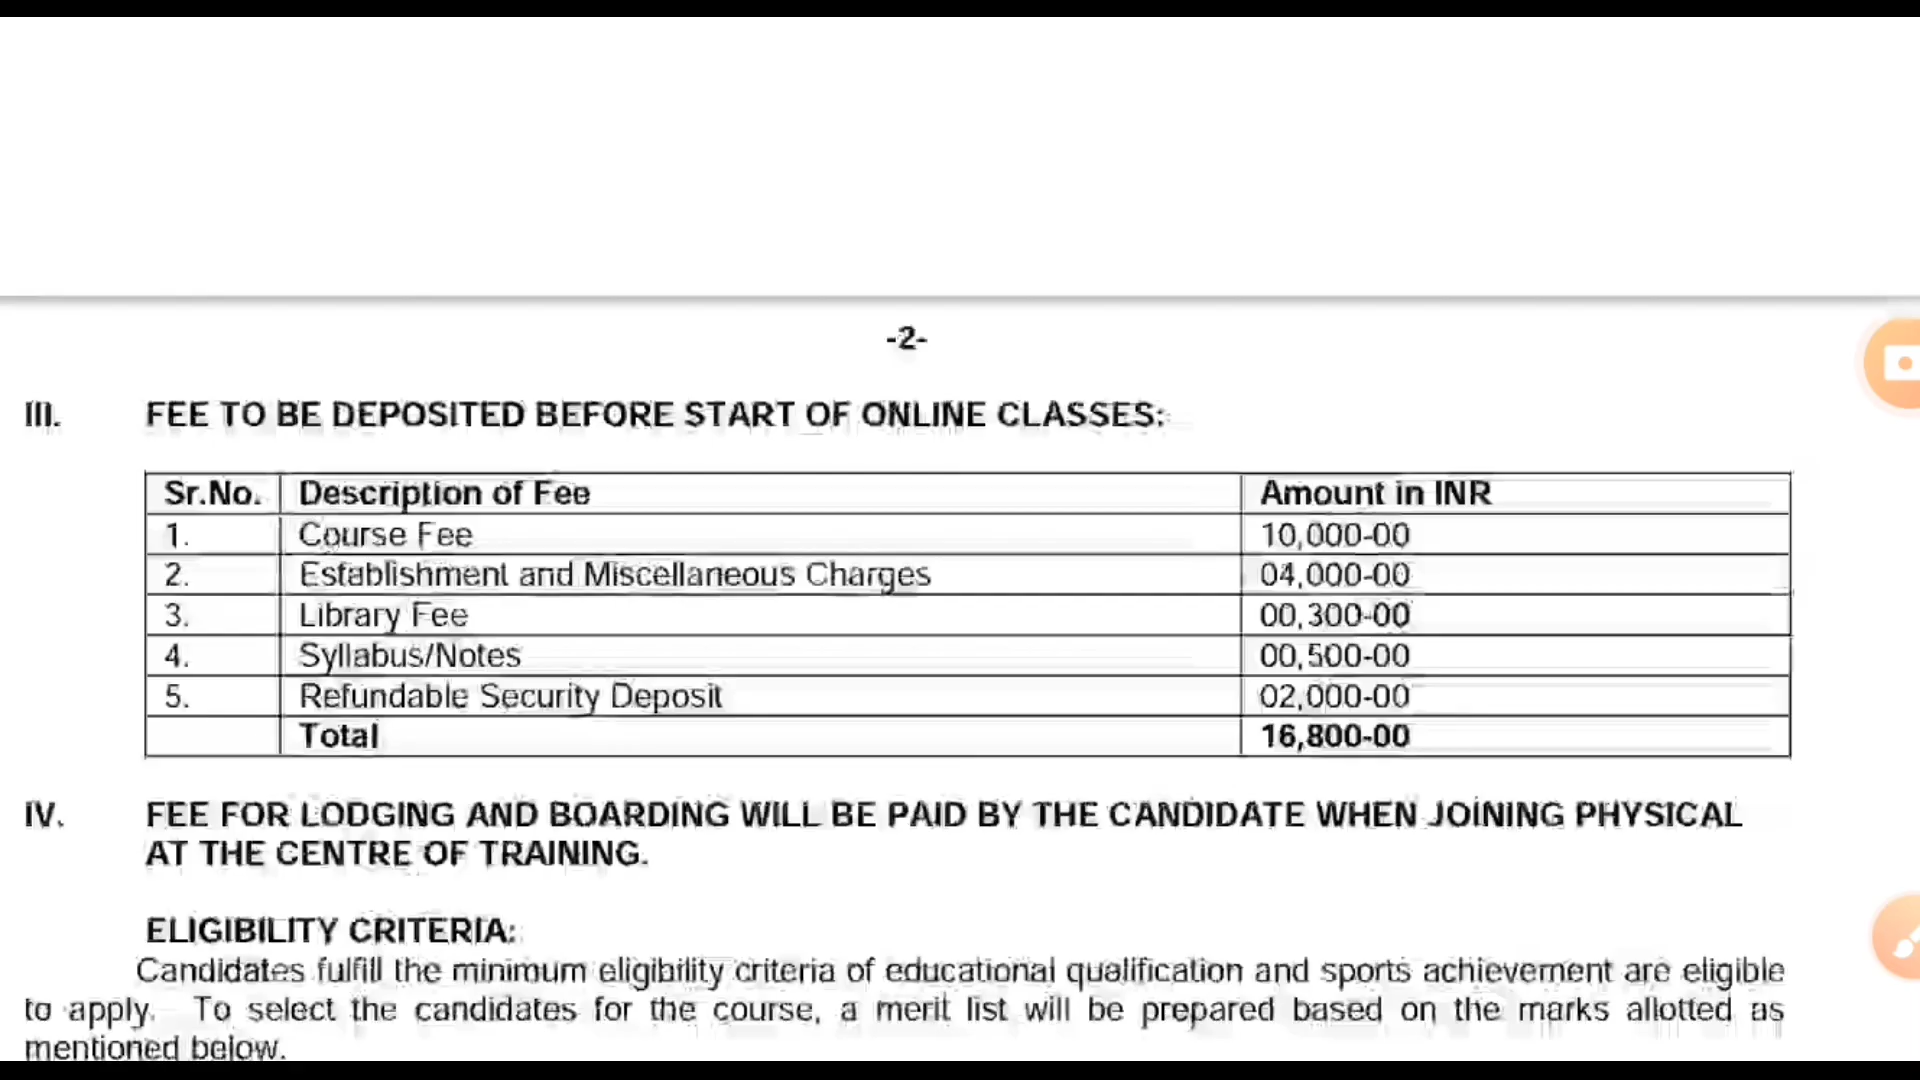 -2-
III. FEE TO BE DEPOSITED BEFORE START OF ONLINE CLASSES:
Sr.No. Description of Fee Amount in INR
1. Course Fee 10,000-00
2. Establishment and Miscellaneous Charges 04,000-00
3. Library Fee 00,300-00
4. Syllabus/Notes 00,500-00
5. Refundable Security Deposit 02,000-00
Total 16,800-00
IV. FEE FOR LODGING AND BOARDING WILL BE PAID BY THE CANDIDATE WHEN JOINING PHYSICAL
AT THE CENTRE OF TRAINING.
ELIGIBILITY CRITERIA:
Candidates fulfill the minimum eligibility criteria of educational qualification and sports achievement are eligible
to apply. To select the candidates for the course, a merit list will be prepared based on the marks allotted as
mentioned below.